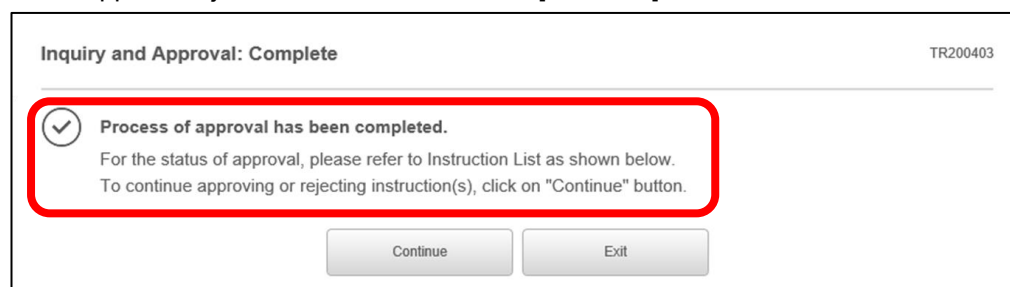 Inquiry and Approval: Complete
TR200403
Process of approval has been completed.
For the status of approval, please refer to Instruction List as shown below.
To continue approving or rejecting instruction(s), click on "Continue" button.
Continue
Exit